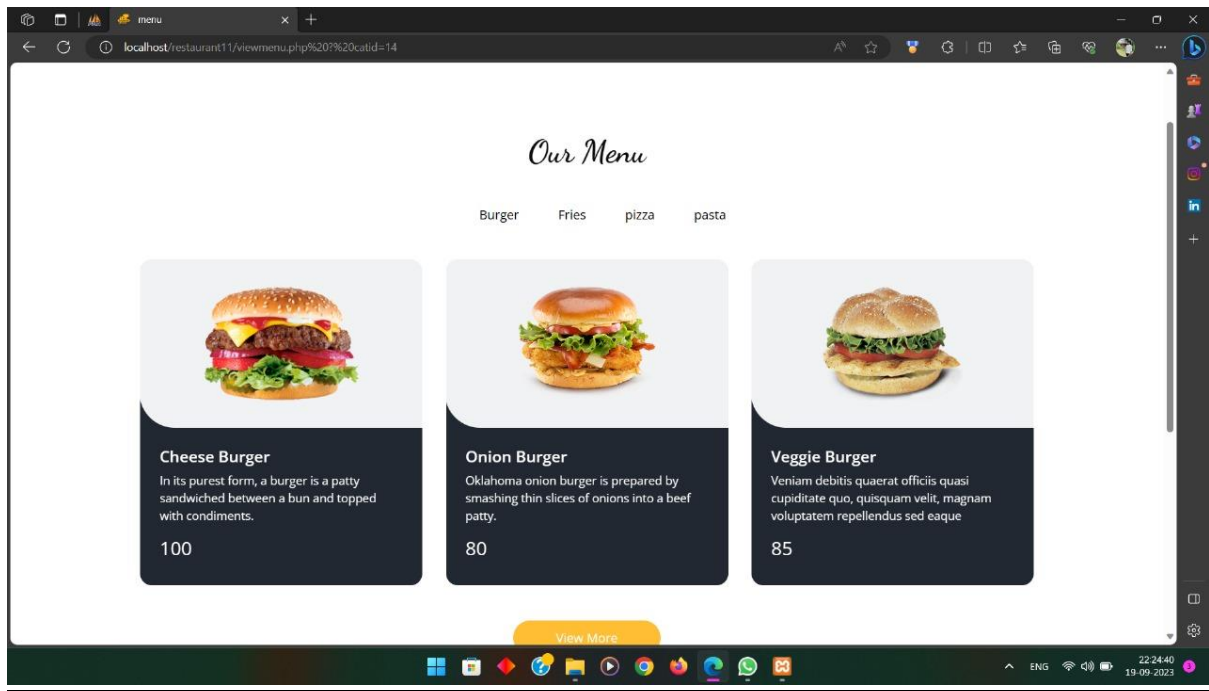 menu
localhost/restaurant11/viewmenu.php%20?%20catid=14
Our Menu
Burger Fries pizza pasta
Cheese Burger
In its purest form, a burger is a patty
sandwiched between a bun and topped
with condiments.
100
Onion Burger
Oklahoma onion burger is prepared by
smashing thin slices of onions into a beef
patty.
80
Veggie Burger
Veniam debitis quaerat officiis quasi
cupiditate quo, quisquam velit, magnam
voluptatem repellendus sed eaque
85
View More
ENG
22:24:40
19-09-2023
3